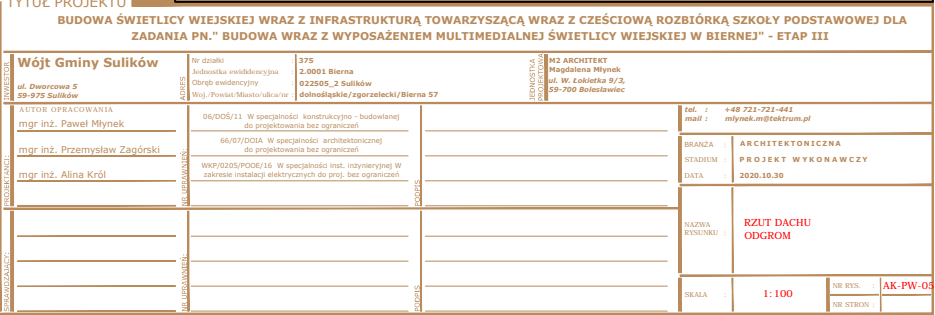 TYTUŁ PROJEKTU
BUDOWA ŚWIETLICY WIEJSKIEJ WRAZ Z INFRASTRUKTURĄ TOWARZYSZĄCĄ WRAZ Z CZEŚCIOWĄ ROZBIÓRKĄ SZKOŁY PODSTAWOWEJ DLA
ZADANIA PN." BUDOWA WRAZ Z WYPOSAŻENIEM MULTIMEDIALNEJ ŚWIETLICY WIEJSKIEJ W BIERNEJ" - ETAP III
INWESTOR
Wójt Gminy Sulików
ul. Dworcowa 5
59-975 Sulików
ADRES
Nr działki : 375
Jednostka ewididencyjna : 2.0001 Bierna
Obręb ewidencyjny : 022505_2 Sulików
Woj./Powiat/Miasto/ulica/nr : dolnośląskie/zgorzelecki/Bierna 57
JEDNOSTKA
PROJEKTOWA
M2 ARCHITEKT
Magdalena Młynek
ul. W. Łokietka 9/3,
59-700 Bolesławiec
tel. : +48 721-721-441
mail : mlynek.m@tektrum.pl
PROJEKTANCI:
AUTOR OPRACOWANIA
mgr inż. Paweł Młynek
mgr inż. Przemysław Zagórski
mgr inż. Alina Król
NR UPRAWNIEŃ:
06/DOŚ/11 W specjalności konstrukcyjno - budowlanej
do projektowania bez ograniczeń
66/07/DOIA W specjalności architektonicznej
do projektowania bez ograniczeń
WKP/0205/POOE/16 W specjalności inst. inżynieryjnej W
zakresie instalacji elektrycznych do proj. bez ograniczeń
PODPIS
BRANŻA : ARCHITEKTONICZNA
STADIUM : PROJEKT WYKONAWCZY
DATA : 2020.10.30
SPRAWDZAJĄCY:
NR UPRAWNIEŃ:
PODPIS
NAZWA
RYSUNKU :
RZUT DACHU
ODGROM
SKALA : 1:100
NR RYS. : AK-PW-05
NR STRON :